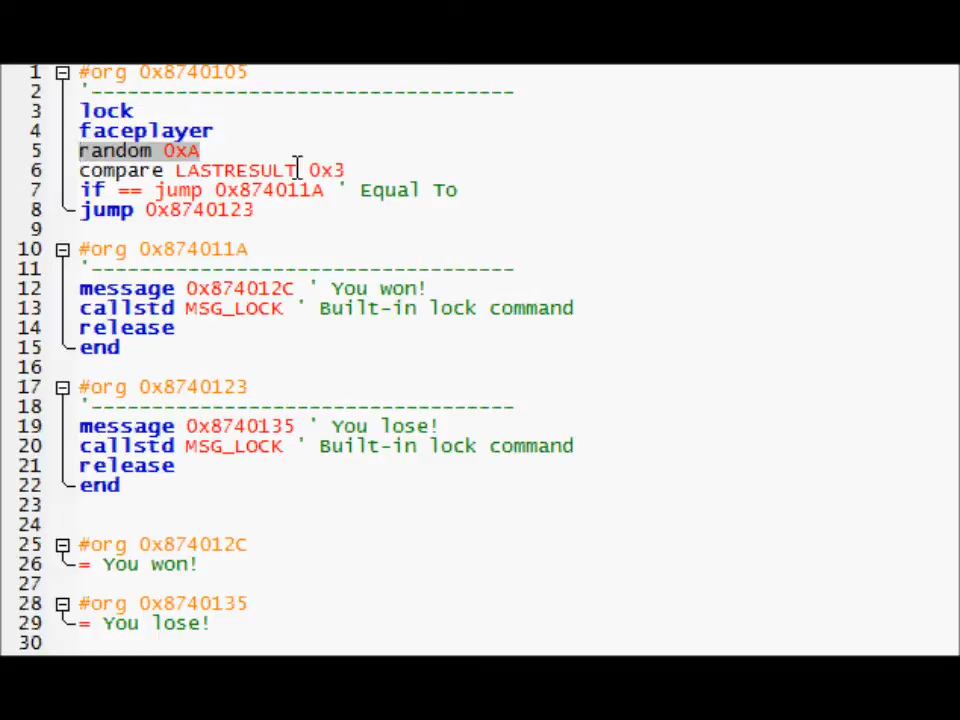 1 #org 0x8740105
2 '-----------------------------------
3 lock
4 faceplayer
5 random 0xA
6 compare LASTRESULT 0x3
7 if == jump 0x874011A ' Equal To
8 jump 0x8740123
9
10 #org 0x874011A
11 '-----------------------------------
12 message 0x874012C ' You won!
13 callstd MSG_LOCK ' Built-in lock command
14 release
15 end
16
17 #org 0x8740123
18 '-----------------------------------
19 message 0x8740135 ' You lose!
20 callstd MSG_LOCK ' Built-in lock command
21 release
22 end
23
24
25 #org 0x874012C
26 = You won!
27
28 #org 0x8740135
29 = You lose!
30